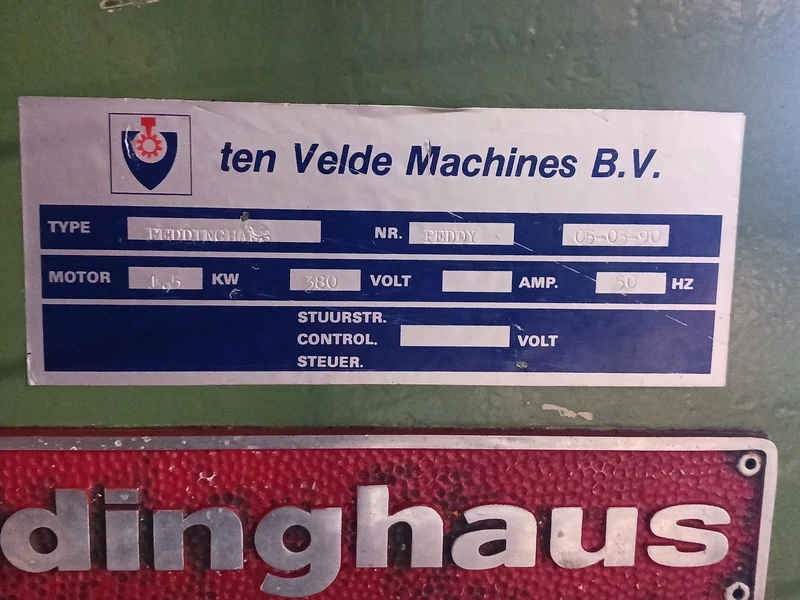 ten Velde Machines B.V.
TYPE PEDDINGHAUS NR. PEDDY 05-03-90
MOTOR 1,5 KW 380 VOLT AMP. 50 HZ
STUURSTR.
CONTROL. VOLT
STEUER.
dinghaus